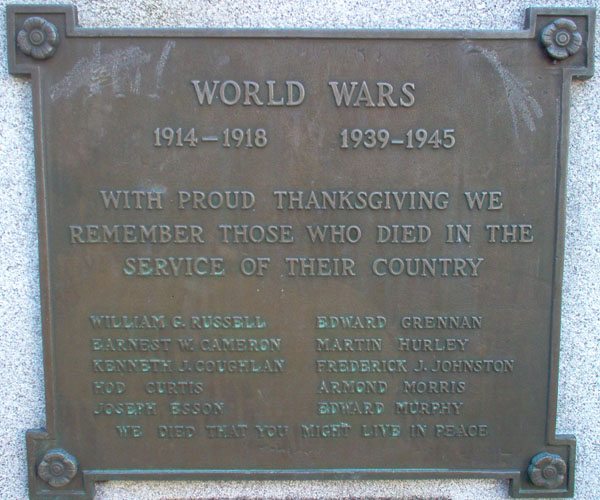 WORLD WARS
1914–1918 1939–1945
WITH PROUD THANKSGIVING WE
REMEMBER THOSE WHO DIED IN THE
SERVICE OF THEIR COUNTRY
WILLIAM G. RUSSELL EDWARD GRENNAN
EARNEST W. CAMERON MARTIN HURLEY
KENNETH J. COUGHLAN FREDERICK J. JOHNSTON
HOD CURTIS ARMOND MORRIS
JOSEPH ESSON EDWARD MURPHY
WE DIED THAT YOU MIGHT LIVE IN PEACE